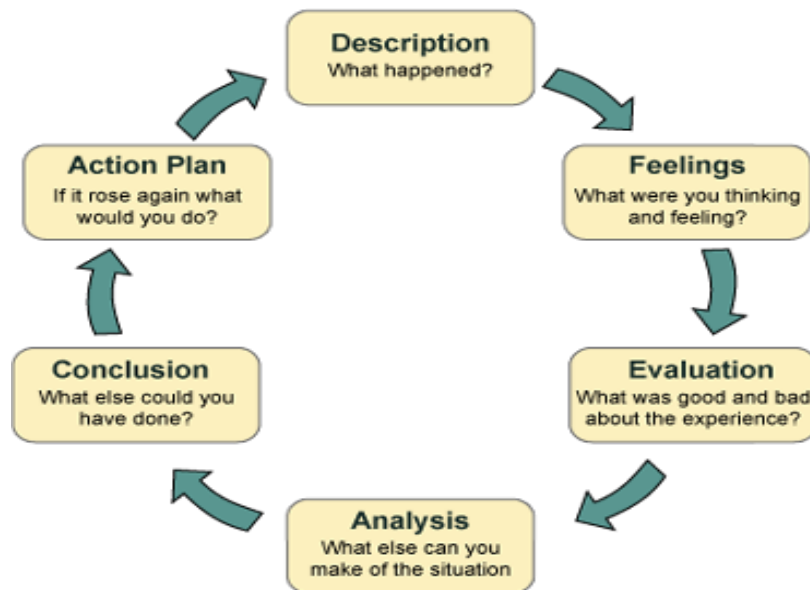 Description
What happened?
Feelings
What were you thinking
and feeling?
Evaluation
What was good and bad
about the experience?
Analysis
What else can you
make of the situation
Conclusion
What else could you
have done?
Action Plan
If it rose again what
would you do?